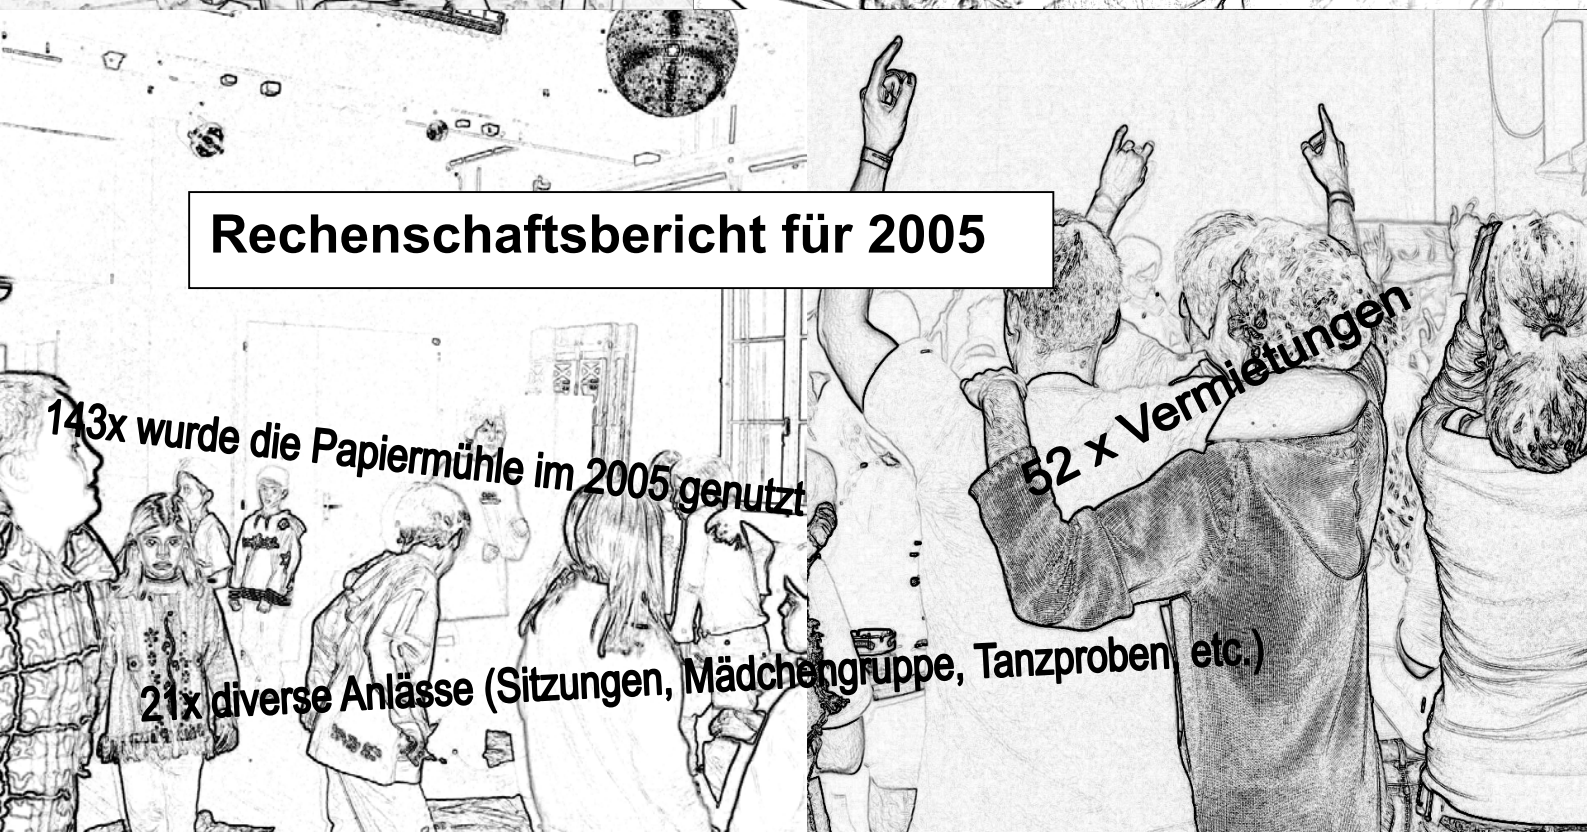 Rechenschaftsbericht für 2005
52 x Vermietungen
143x wurde die Papiermühle im 2005 genutzt
21x diverse Anlässe (Sitzungen, Mädchengruppe, Tanzproben, etc.)